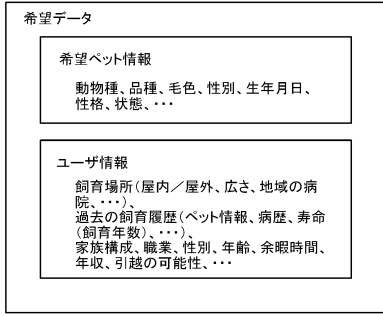 希望データ
希望ペット情報
動物種、品種、毛色、性別、生年月日、
性格、状態、・・・
ユーザ情報
飼育場所(屋内／屋外、広さ、地域の病
院、・・・)、
過去の飼育履歴(ペット情報、病歴、寿命
(飼育年数)、・・・)、
家族構成、職業、性別、年齢、余暇時間、
年収、引越の可能性、・・・